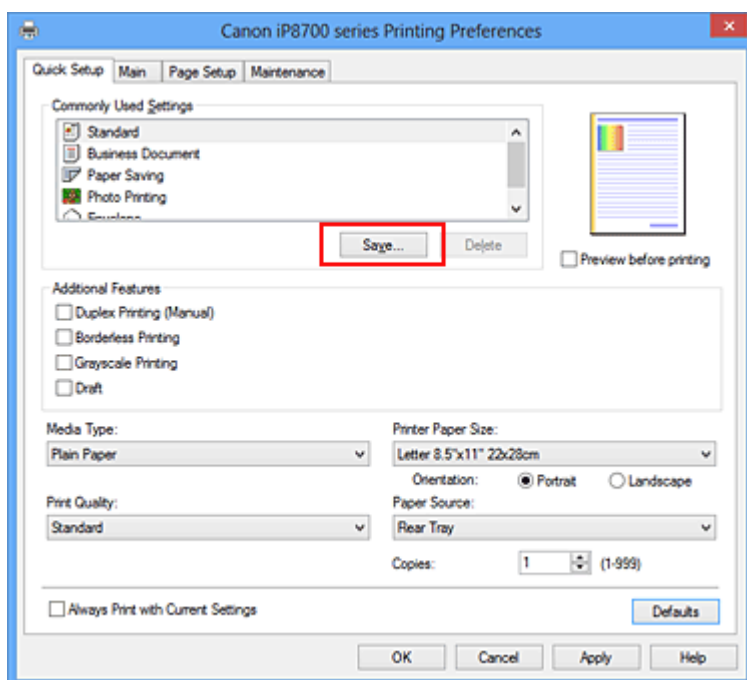 Canon iP8700 series Printing Preferences
Quick Setup Main Page Setup Maintenance
Commonly Used Settings
Standard
Business Document
Paper Saving
Photo Printing
Envelope
Save... Delete
Preview before printing
Additional Features
Duplex Printing (Manual)
Borderless Printing
Grayscale Printing
Draft
Media Type: Printer Paper Size:
Plain Paper Letter 8.5"x11" 22x28cm
Orientation: Portrait Landscape
Print Quality: Paper Source:
Standard Rear Tray
Copies: 1 (1-999)
Always Print with Current Settings Defaults
OK Cancel Apply Help